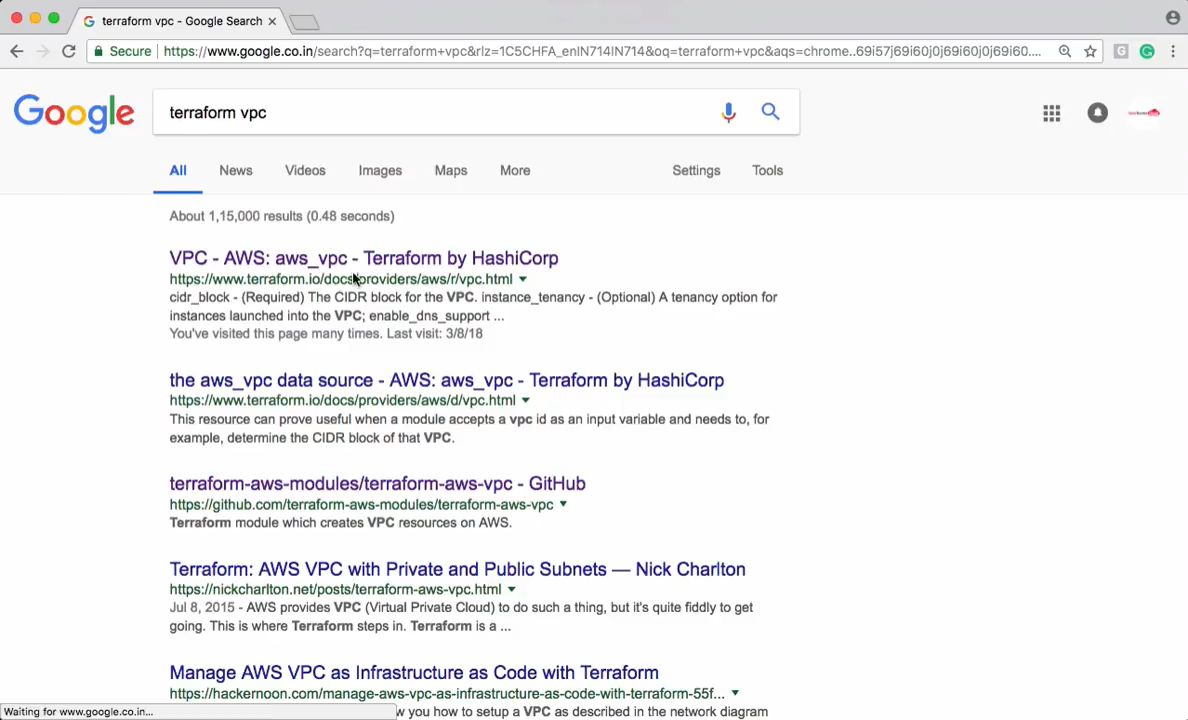 terraform vpc - Google Search
Secure https://www.google.co.in/search?q=terraform+vpc&rlz=1C5CHFA_enIN714IN714&oq=terraform+vpc&aqs=chrome..69i57j69i60j0j69i60j0j69i60....
Google
terraform vpc
All News Videos Images Maps More Settings Tools
About 1,15,000 results (0.48 seconds)
VPC - AWS: aws_vpc - Terraform by HashiCorp
https://www.terraform.io/docs/providers/aws/r/vpc.html
cidr_block - (Required) The CIDR block for the VPC. instance_tenancy - (Optional) A tenancy option for
instances launched into the VPC; enable_dns_support ...
You've visited this page many times. Last visit: 3/8/18
the aws_vpc data source - AWS: aws_vpc - Terraform by HashiCorp
https://www.terraform.io/docs/providers/aws/d/vpc.html
This resource can prove useful when a module accepts a vpc id as an input variable and needs to, for
example, determine the CIDR block of that VPC.
terraform-aws-modules/terraform-aws-vpc - GitHub
https://github.com/terraform-aws-modules/terraform-aws-vpc
Terraform module which creates VPC resources on AWS.
Terraform: AWS VPC with Private and Public Subnets — Nick Charlton
https://nickcharlton.net/posts/terraform-aws-vpc.html
Jul 8, 2015 - AWS provides VPC (Virtual Private Cloud) to do such a thing, but it's quite fiddly to get
going. This is where Terraform steps in. Terraform is a ...
Manage AWS VPC as Infrastructure as Code with Terraform
https://hackernoon.com/manage-aws-vpc-as-infrastructure-as-code-with-terraform-55f...
Waiting for www.google.co.in... w you how to setup a VPC as described in the network diagram